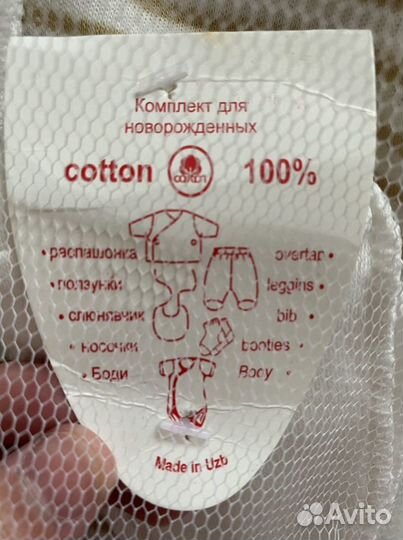 Комплект для
новорожденных
cotton COTTON 100%
• распашонка overtar •
• ползунки leggins •
• слюнявчик bib •
• носочки booties •
• Боди Body •
Made in Uzb
Avito